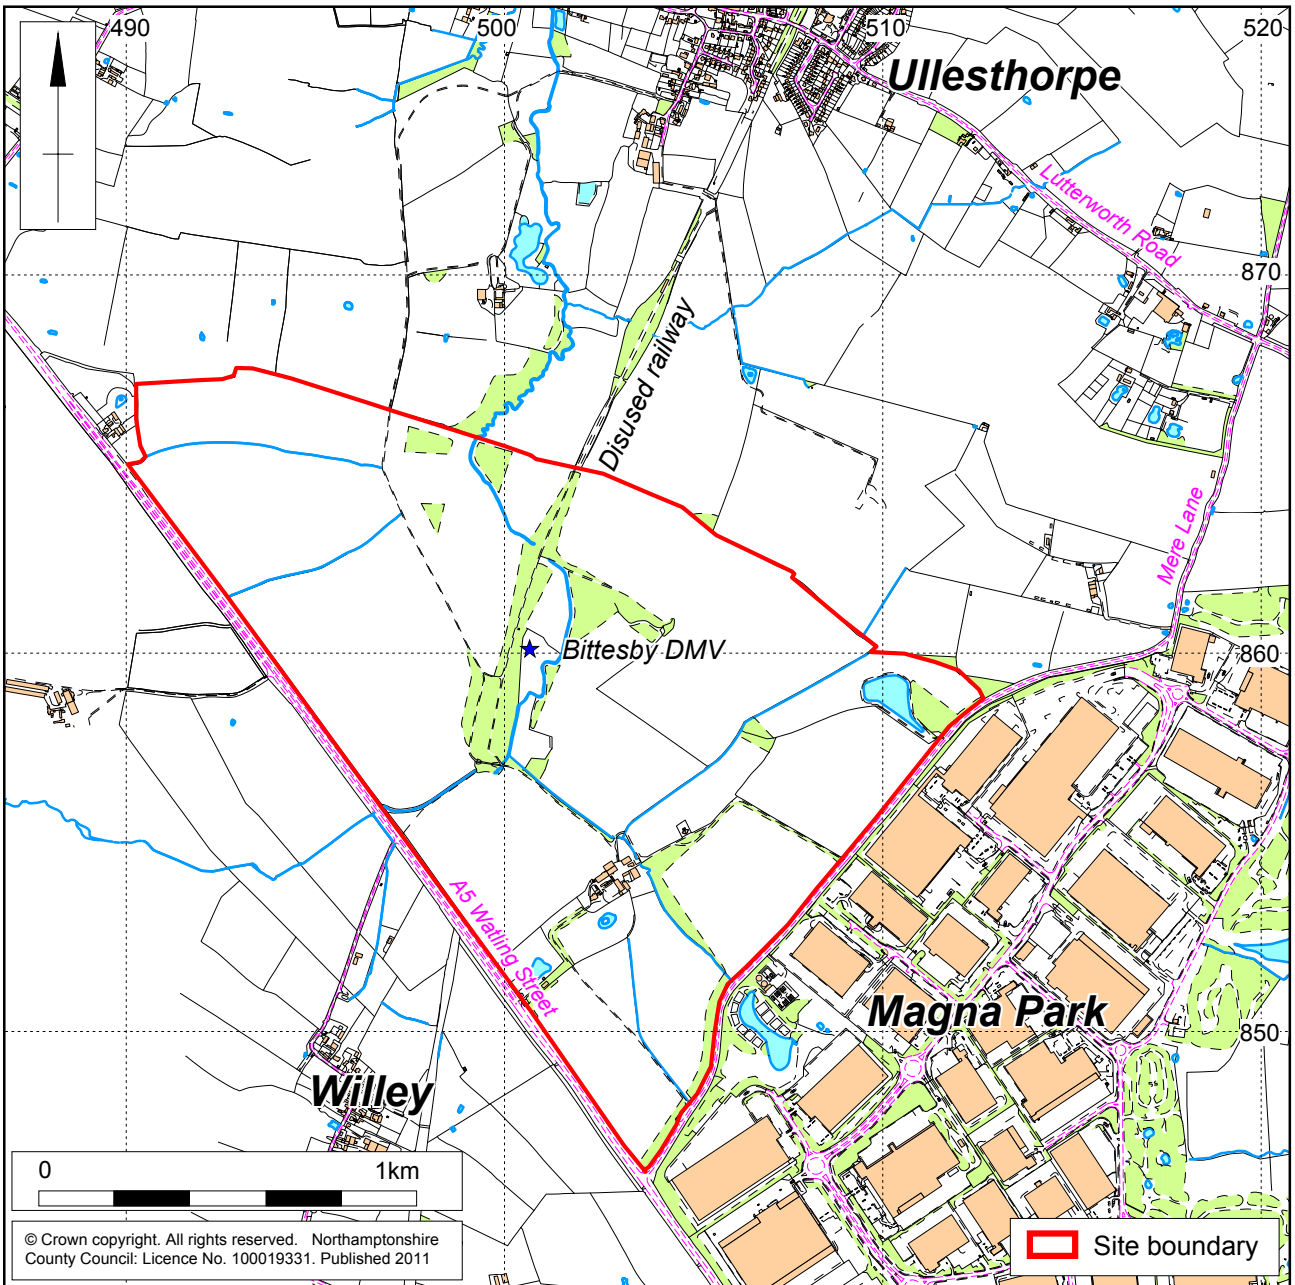 490
500
510
520
Ullesthorpe
Lutterworth Road
870
Disused railway
Mere Lane
Bittesby DMV
860
A5 Watling Street
Magna Park
850
Willey
0 1km
© Crown copyright. All rights reserved. Northamptonshire
County Council: Licence No. 100019331. Published 2011
Site boundary